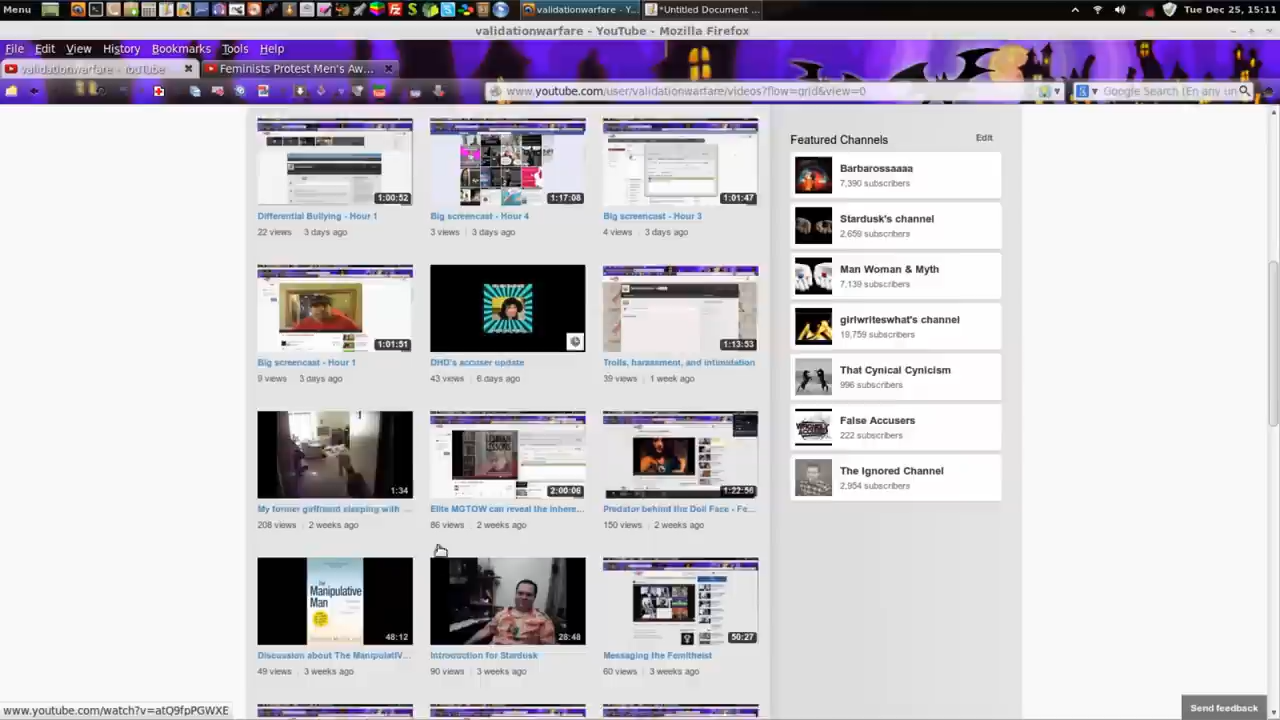 Menu
validationwarfare - Y...
*Untitled Document ...
Tue Dec 25, 15:11
validationwarfare - YouTube - Mozilla Firefox
File Edit View History Bookmarks Tools Help
validationwarfare - YouTube
Feminists Protest Men's Aw...
www.youtube.com/user/validationwarfare/videos?flow=grid&view=0
Google Search (En any un
1:00:52
1:17:08
1:01:47
Differential Bullying - Hour 1
Big screencast - Hour 4
Big screencast - Hour 3
22 views 3 days ago
3 views 3 days ago
4 views 3 days ago
1:01:51
1:13:53
Big screencast - Hour 1
DHD's accuser update
Trolls, harassment, and intimidation
9 views 3 days ago
43 views 6 days ago
39 views 1 week ago
1:34
2:00:06
1:22:56
My former girlfriend sleeping with ...
Elite MGTOW can reveal the inhere...
Predator behind the Doll Face - Fe...
208 views 2 weeks ago
86 views 2 weeks ago
150 views 2 weeks ago
The
Manipulative
Man
48:12
28:48
50:27
Discussion about The Manipulativ...
Introduction for Stardusk
Messaging the Femitheist
49 views 3 weeks ago
90 views 3 weeks ago
60 views 3 weeks ago
Featured Channels
Edit
Barbarossaaaa
7,390 subscribers
Stardusk's channel
2,659 subscribers
Man Woman & Myth
7,139 subscribers
girlwriteswhat's channel
19,759 subscribers
That Cynical Cynicism
996 subscribers
False Accusers
222 subscribers
The Ignored Channel
2,954 subscribers
www.youtube.com/watch?v=atQ9fpPGWXE
Send feedback